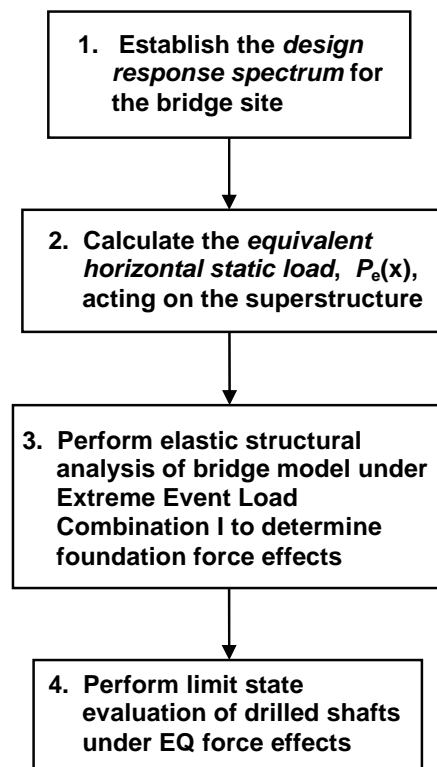 1. Establish the design
response spectrum for
the bridge site
2. Calculate the equivalent
horizontal static load, Pe(x),
acting on the superstructure
3. Perform elastic structural
analysis of bridge model under
Extreme Event Load
Combination I to determine
foundation force effects
4. Perform limit state
evaluation of drilled shafts
under EQ force effects